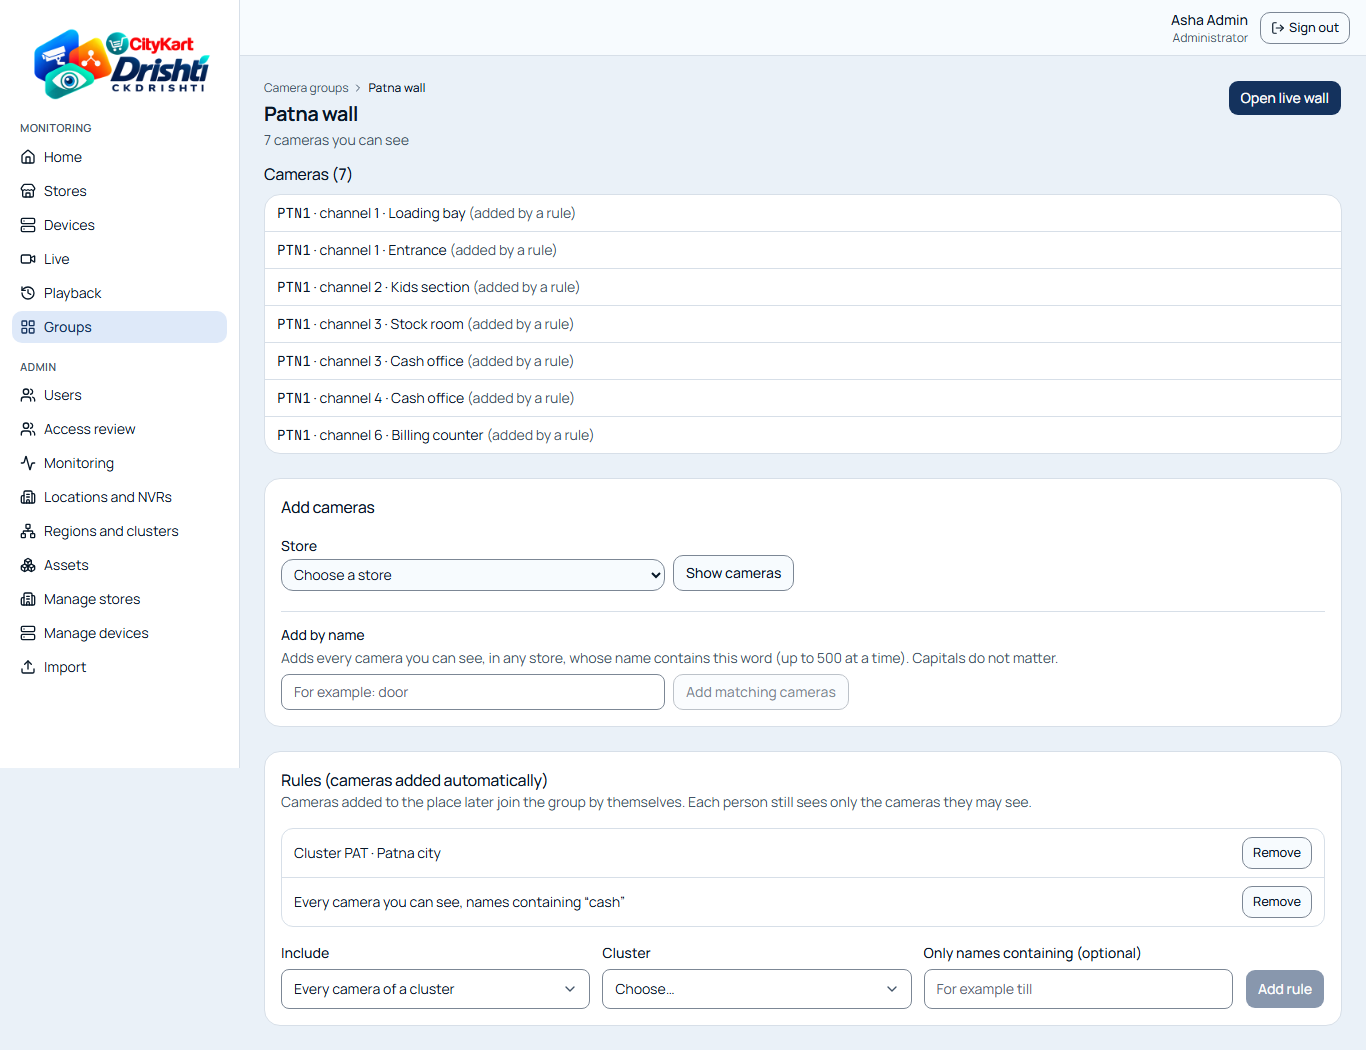 CityKart
Drishti
CKDRISHTI
MONITORING
Home
Stores
Devices
Live
Playback
Groups
ADMIN
Users
Access review
Monitoring
Locations and NVRs
Regions and clusters
Assets
Manage stores
Manage devices
Import
Asha Admin
Administrator
Sign out
Camera groups > Patna wall
Patna wall
7 cameras you can see
Open live wall
Cameras (7)
PTN1 · channel 1 · Loading bay (added by a rule)
PTN1 · channel 1 · Entrance (added by a rule)
PTN1 · channel 2 · Kids section (added by a rule)
PTN1 · channel 3 · Stock room (added by a rule)
PTN1 · channel 3 · Cash office (added by a rule)
PTN1 · channel 4 · Cash office (added by a rule)
PTN1 · channel 6 · Billing counter (added by a rule)
Add cameras
Store
Choose a store
Show cameras
Add by name
Adds every camera you can see, in any store, whose name contains this word (up to 500 at a time). Capitals do not matter.
For example: door
Add matching cameras
Rules (cameras added automatically)
Cameras added to the place later join the group by themselves. Each person still sees only the cameras they may see.
Cluster PAT · Patna city
Remove
Every camera you can see, names containing “cash”
Remove
Include
Cluster
Only names containing (optional)
Every camera of a cluster
Choose...
For example till
Add rule